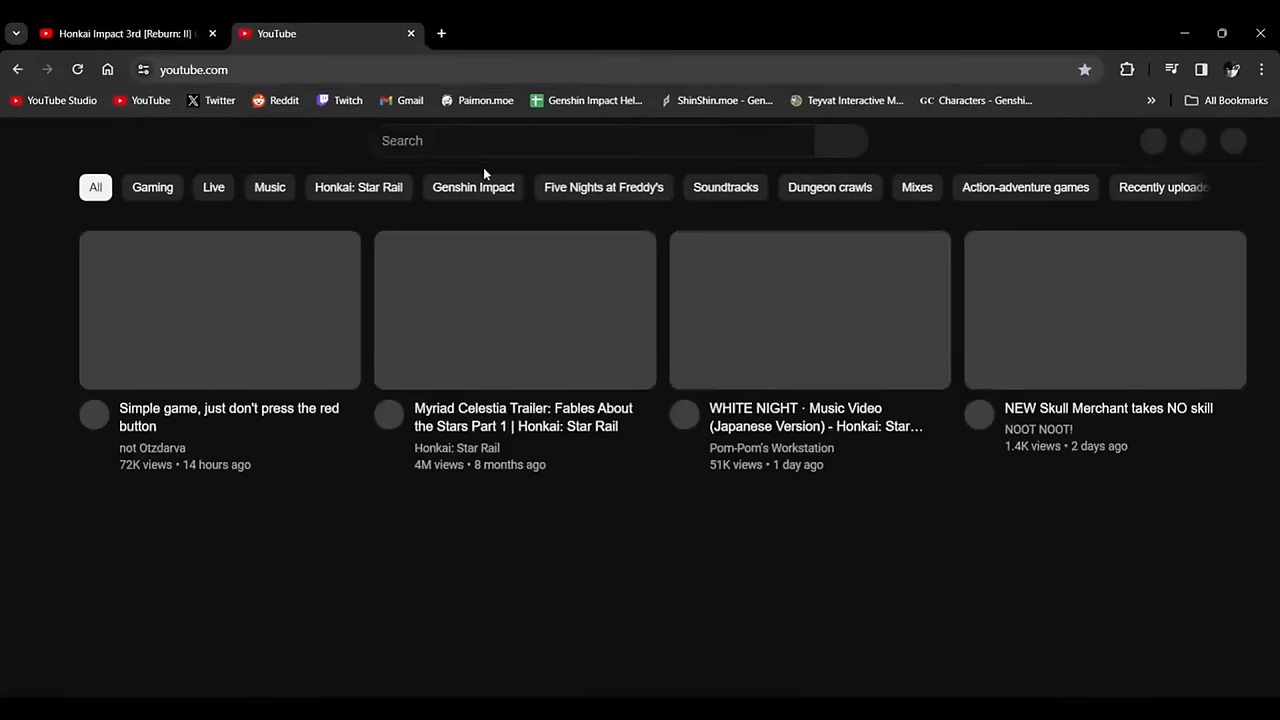 Honkai Impact 3rd [Reburn: II]
YouTube
youtube.com
YouTube Studio
YouTube
Twitter
Reddit
Twitch
Gmail
Paimon.moe
Genshin Impact Hel...
ShinShin.moe - Gen...
Teyvat Interactive M...
GC Characters - Genshi...
All Bookmarks
Search
All
Gaming
Live
Music
Honkai: Star Rail
Genshin Impact
Five Nights at Freddy's
Soundtracks
Dungeon crawls
Mixes
Action-adventure games
Recently uploade
Simple game, just don't press the red
button
not Otzdarva
72K views • 14 hours ago
Myriad Celestia Trailer: Fables About
the Stars Part 1 | Honkai: Star Rail
Honkai: Star Rail
4M views • 8 months ago
WHITE NIGHT · Music Video
(Japanese Version) - Honkai: Star...
Pom-Pom's Workstation
51K views • 1 day ago
NEW Skull Merchant takes NO skill
NOOT NOOT!
1.4K views • 2 days ago